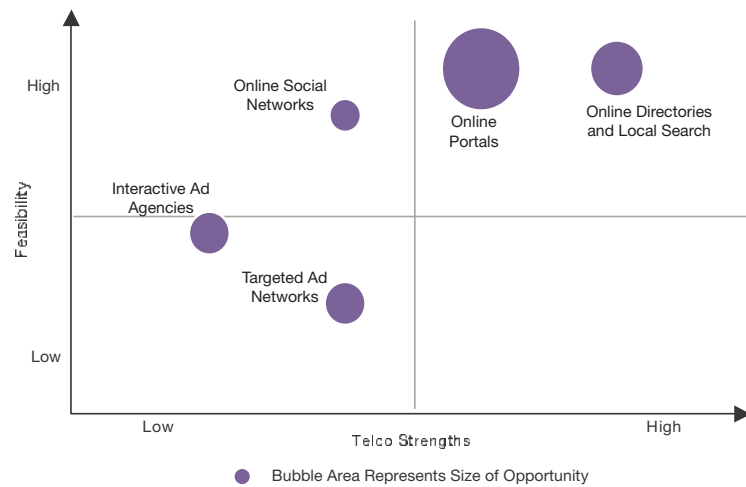 High
Online Social
Networks
Online
Portals
Online Directories
and Local Search
Interactive Ad
Agencies
Feasibility
Targeted Ad
Networks
Low
Low
High
Telco Strengths
Bubble Area Represents Size of Opportunity